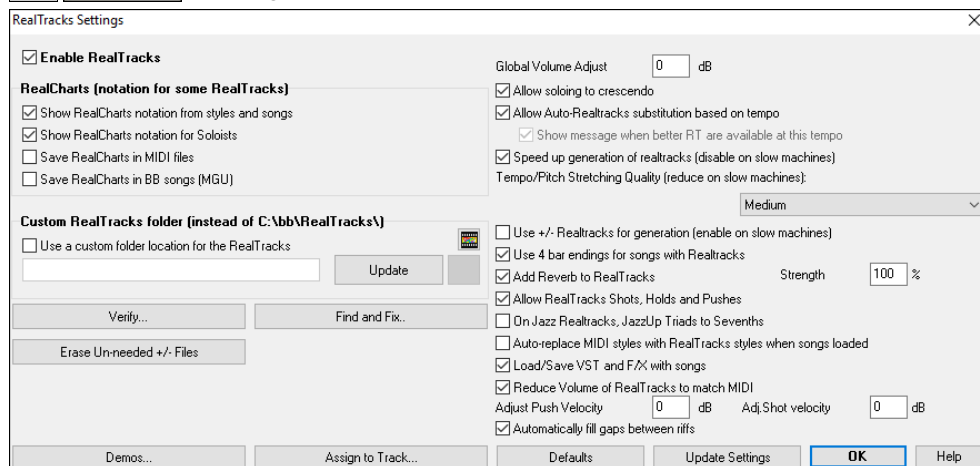 RealTracks Settings
Enable RealTracks
RealCharts (notation for some RealTracks)
Show RealCharts notation from styles and songs
Show RealCharts notation for Soloists
Save RealCharts in MIDI files
Save RealCharts in BB songs (MGU)
Custom RealTracks folder (instead of C:\bb\RealTracks\)
Use a custom folder location for the RealTracks
Update
Verify...
Find and Fix..
Erase Un-needed +/- Files
Demos...
Assign to Track...
Global Volume Adjust 0 dB
Allow soloing to crescendo
Allow Auto-Realtracks substitution based on tempo
Show message when better RT are available at this tempo
Speed up generation of realtracks (disable on slow machines)
Tempo/Pitch Stretching Quality (reduce on slow machines):
Medium
Use +/- Realtracks for generation (enable on slow machines)
Use 4 bar endings for songs with Realtracks
Add Reverb to RealTracks Strength 100 %
Allow RealTracks Shots, Holds and Pushes
On Jazz Realtracks, JazzUp Triads to Sevenths
Auto-replace MIDI styles with RealTracks styles when songs loaded
Load/Save VST and F/X with songs
Reduce Volume of RealTracks to match MIDI
Adjust Push Velocity 0 dB Adj.Shot velocity 0 dB
Automatically fill gaps between riffs
Defaults
Update Settings
OK
Help